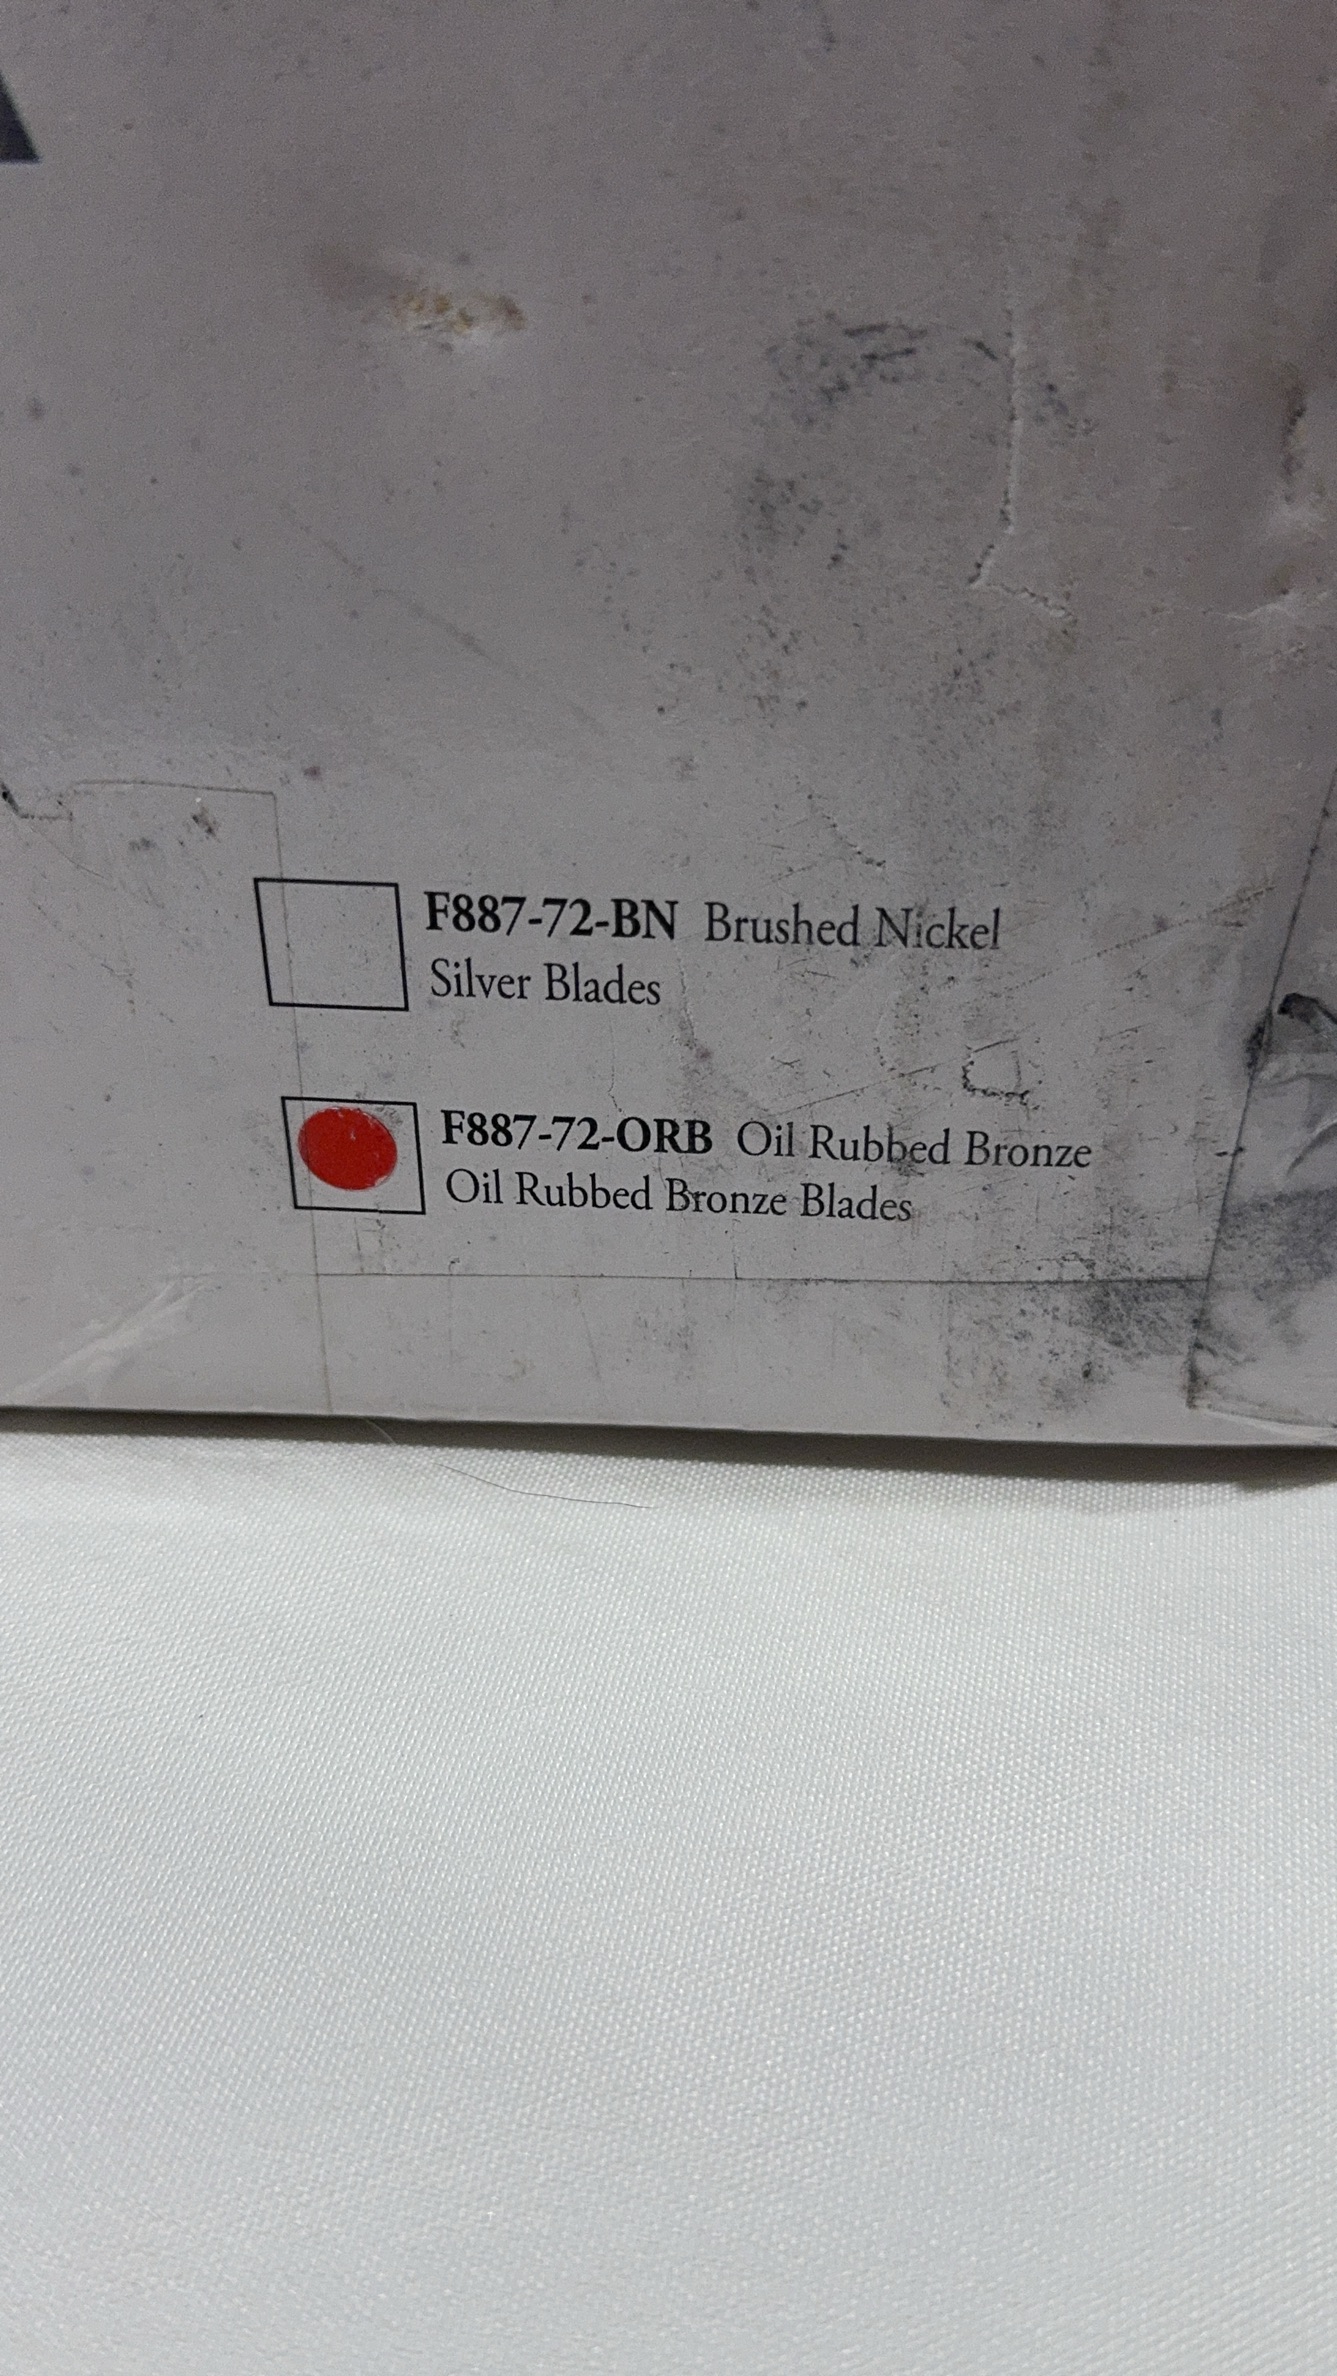 F887-72-BN Brushed Nickel
Silver Blades
F887-72-ORB Oil Rubbed Bronze
Oil Rubbed Bronze Blades